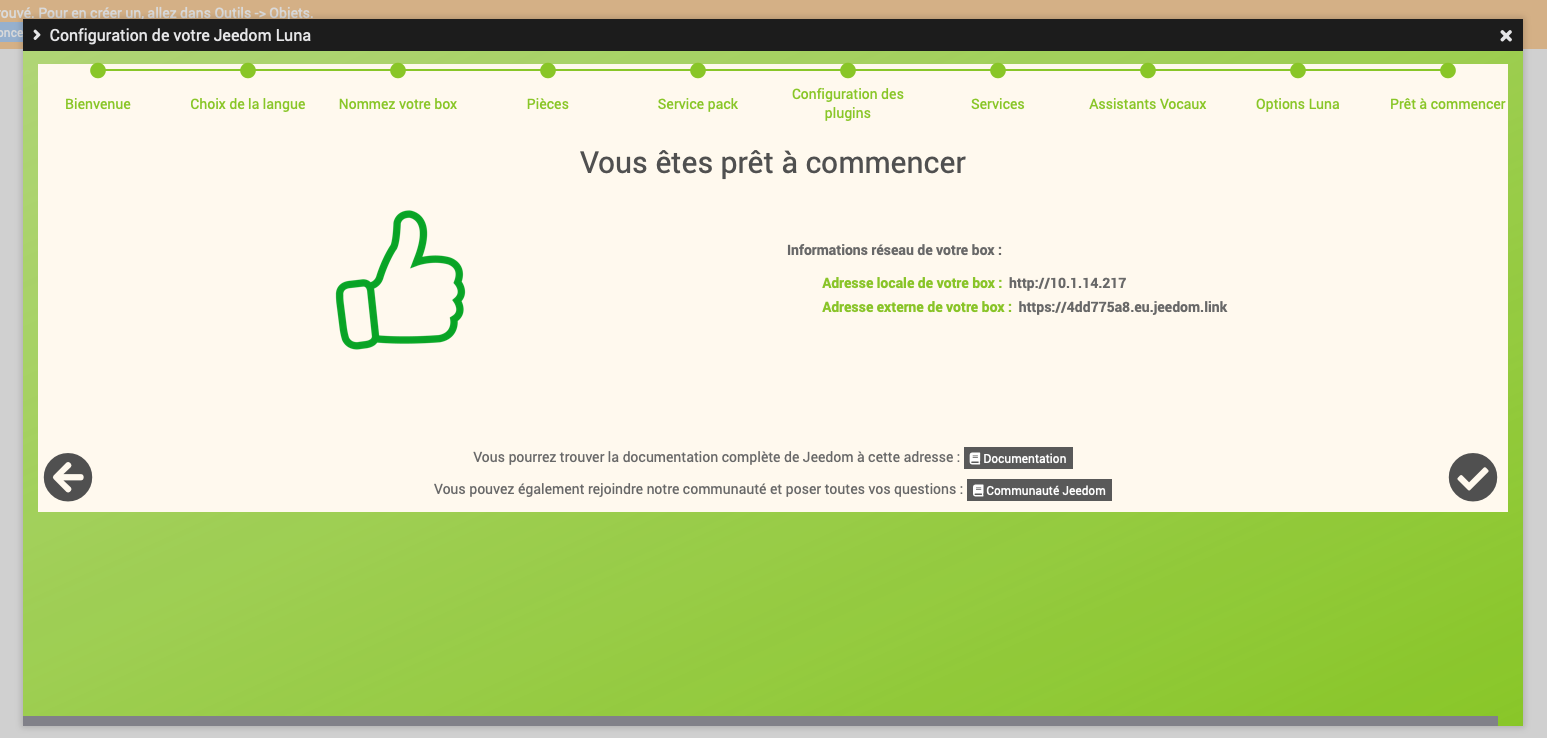 rouvé. Pour en créer un, allez dans Outils -> Objets.
Configuration de votre Jeedom Luna
Bienvenue
Choix de la langue
Nommez votre box
Pièces
Service pack
Configuration des
plugins
Services
Assistants Vocaux
Options Luna
Prêt à commencer
Vous êtes prêt à commencer
Informations réseau de votre box :
Adresse locale de votre box : http://10.1.14.217
Adresse externe de votre box : https://4dd775a8.eu.jeedom.link
Vous pourrez trouver la documentation complète de Jeedom à cette adresse : Documentation
Vous pouvez également rejoindre notre communauté et poser toutes vos questions : Communauté Jeedom